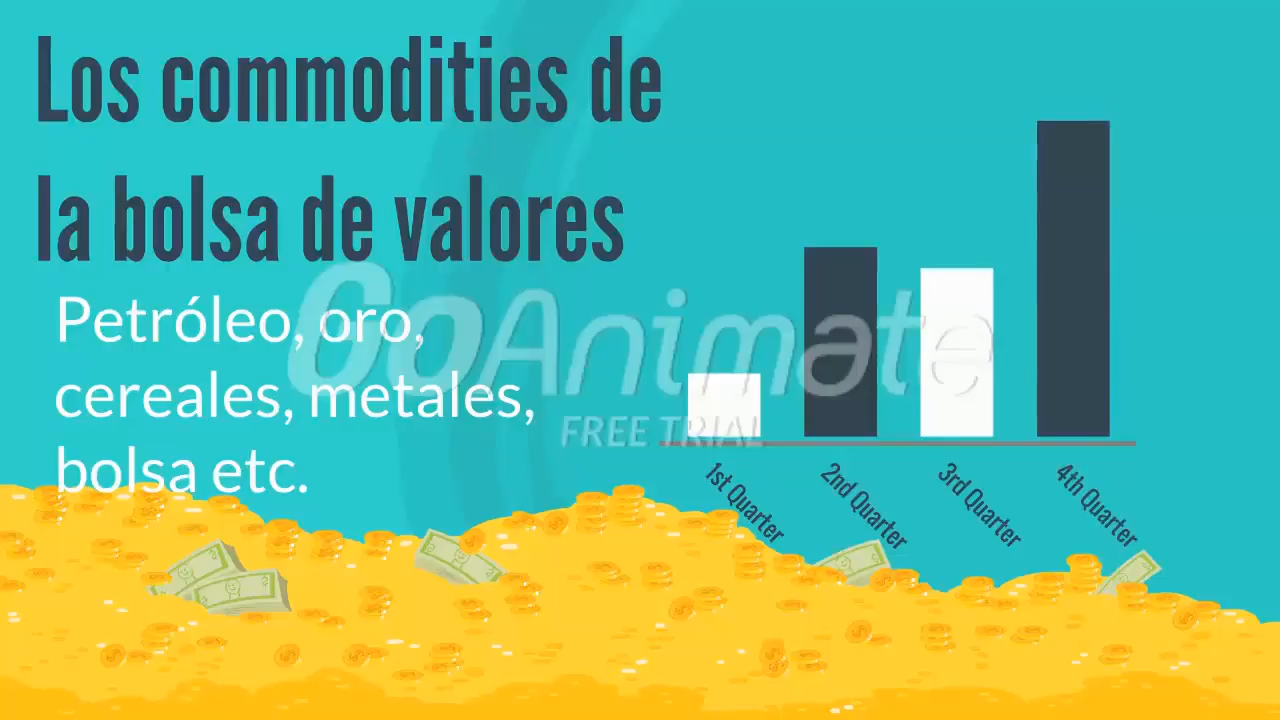 Los commodities de
la bolsa de valores
Petróleo, oro,
cereales, metales,
bolsa etc.
GoAnimate
FREE TRIAL
1st Quarter
2nd Quarter
3rd Quarter
4th Quarter